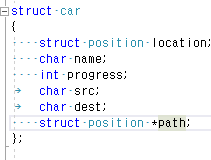 struct car
{
    struct position location;
    char name;
    int progress;
    char src;
    char dest;
    struct position *path;
};